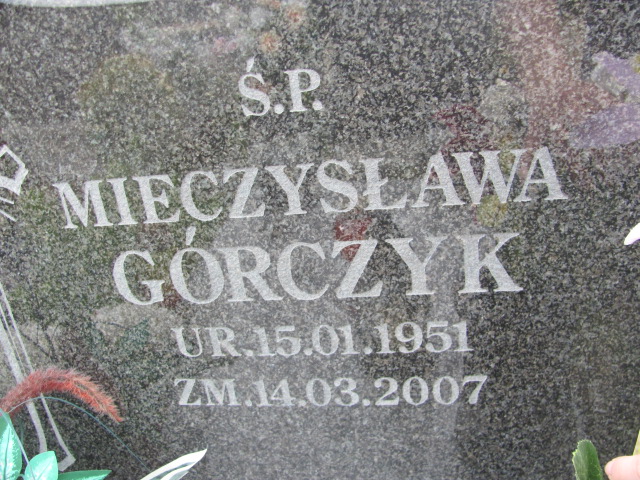 Ś.P.
MIECZYSŁAWA
GÓRCZYK
UR.15.01.1951
ZM.14.03.2007